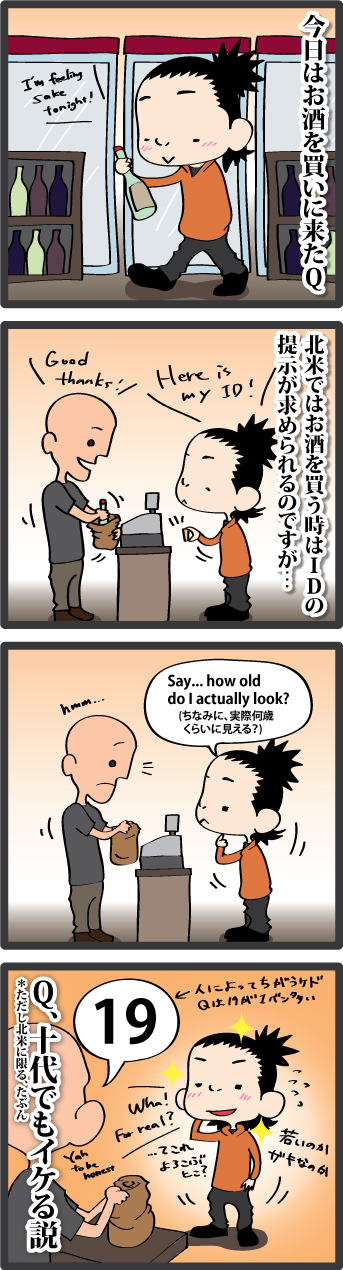 今日はお酒を買いに来たQ
I'm feeling
sake
tonight!
北米ではお酒を買う時はIDの
提示が求められるのですが…
Good
thanks!
Here is
my ID!
Say... how old
do I actually look?
(ちなみに、実際何歳
くらいに見える?)
hmm...
19
←人によってちがうケド
Qは19が1バンタカい
Q、十代でもイケる説
*ただし北米に限る、たぶん
Wha!
For real?
Yah
to be
honest
…てこれ
よろこぶ
とこ?
若いのか
ガキなのか